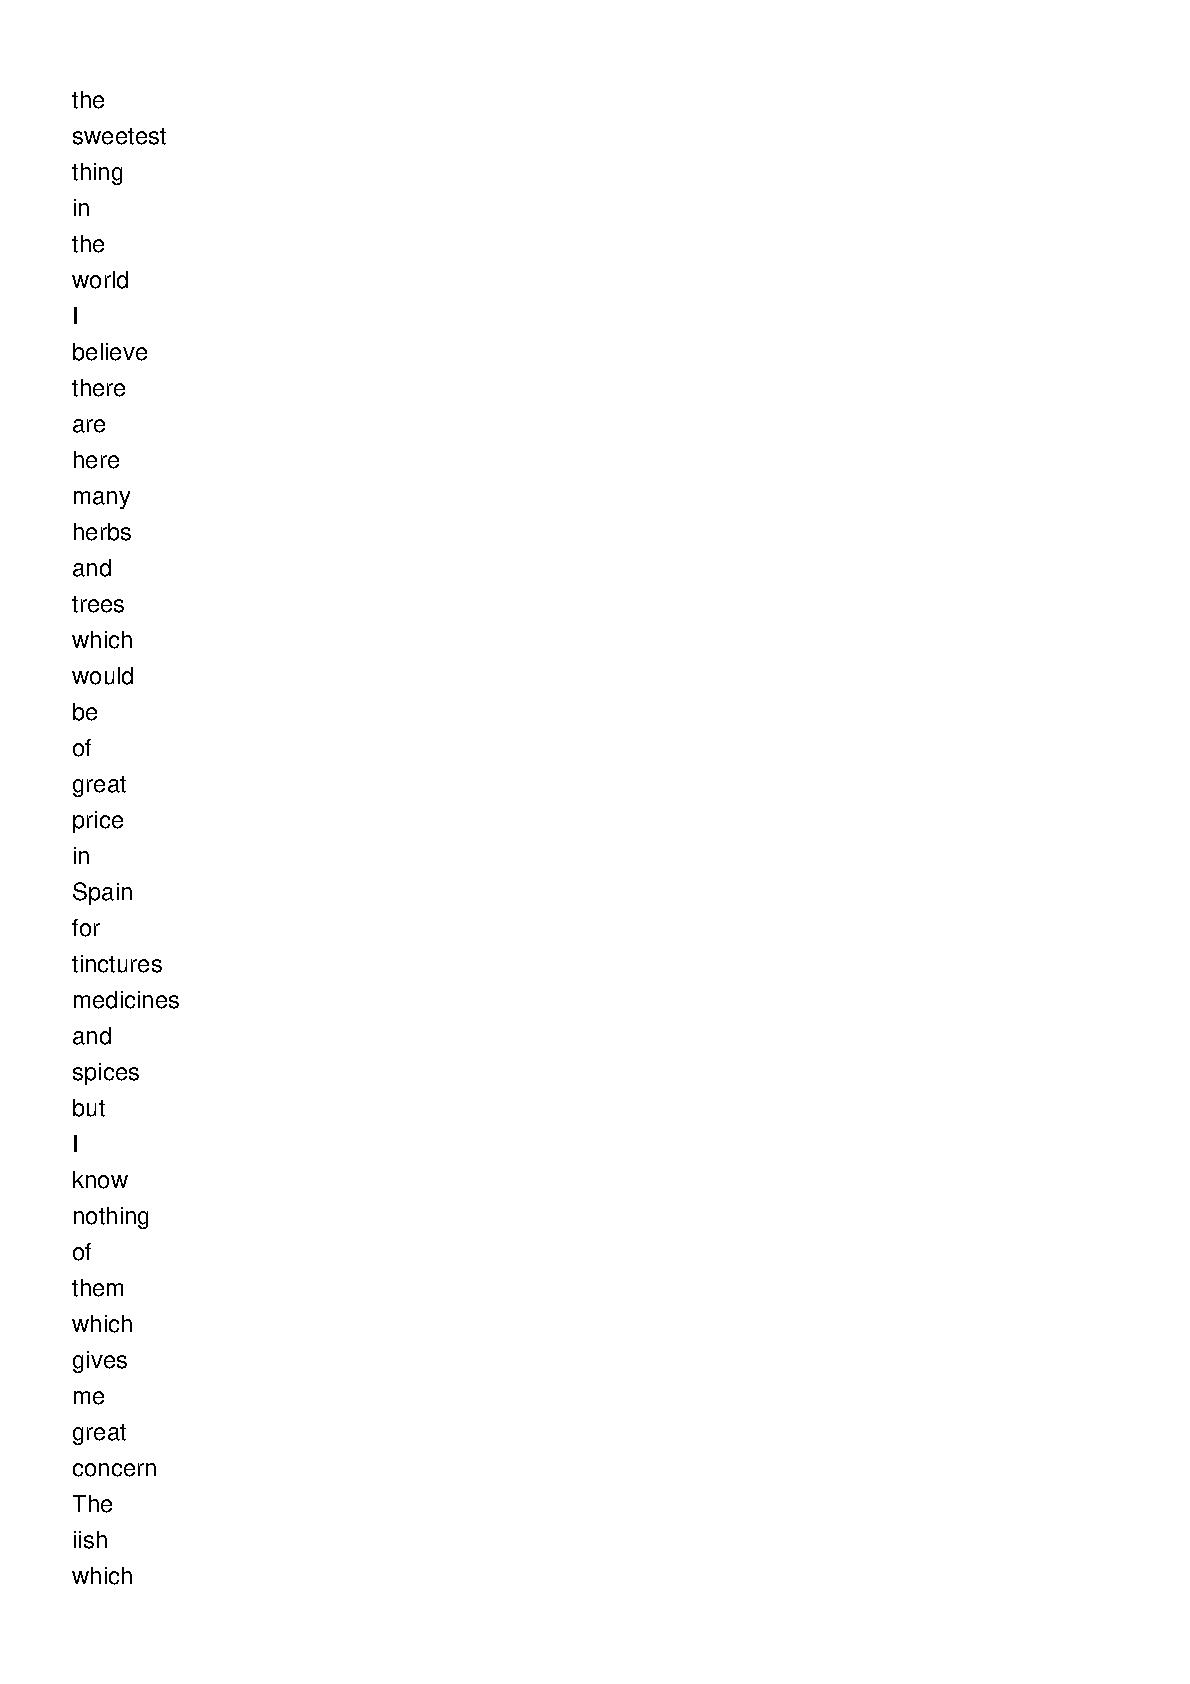 the
sweetest
thing
in
the
world
I
believe
there
are
here
many
herbs
and
trees
which
would
be
of
great
price
in
Spain
for
tinctures
medicines
and
spices
but
I
know
nothing
of
them
which
gives
me
great
concern
The
iish
which